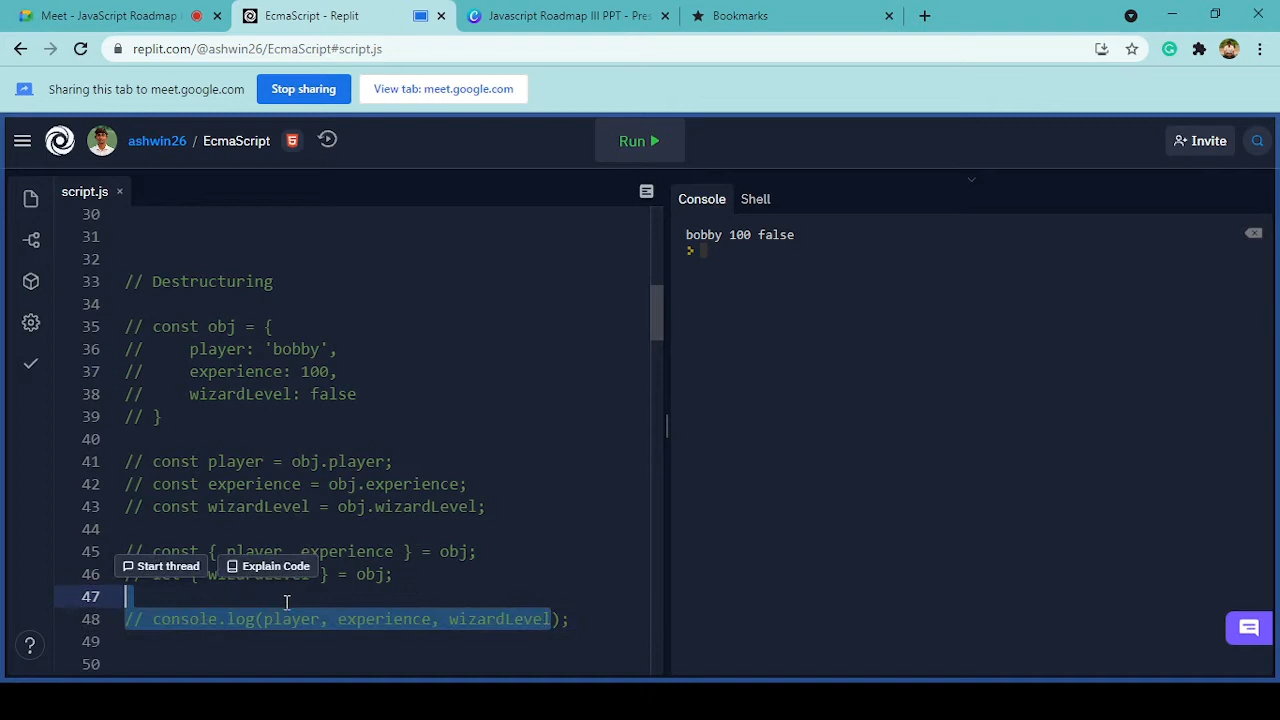 Meet - JavaScript Roadmap
EcmaScript - Replit
Javascript Roadmap III PPT - Pres
Bookmarks
replit.com/@ashwin26/EcmaScript#script.js
Sharing this tab to meet.google.com
Stop sharing
View tab: meet.google.com
ashwin26 / EcmaScript
Run
Invite
script.js
Console
Shell
30
31
32
33 // Destructuring
34
35 // const obj = {
36 // player: 'bobby',
37 // experience: 100,
38 // wizardLevel: false
39 // }
40
41 // const player = obj.player;
42 // const experience = obj.experience;
43 // const wizardLevel = obj.wizardLevel;
44
45 // const { player, experience } = obj;
Start thread
Explain Code
46 // let { wizardLevel } = obj;
47
48 // console.log(player, experience, wizardLevel);
49
50
bobby 100 false